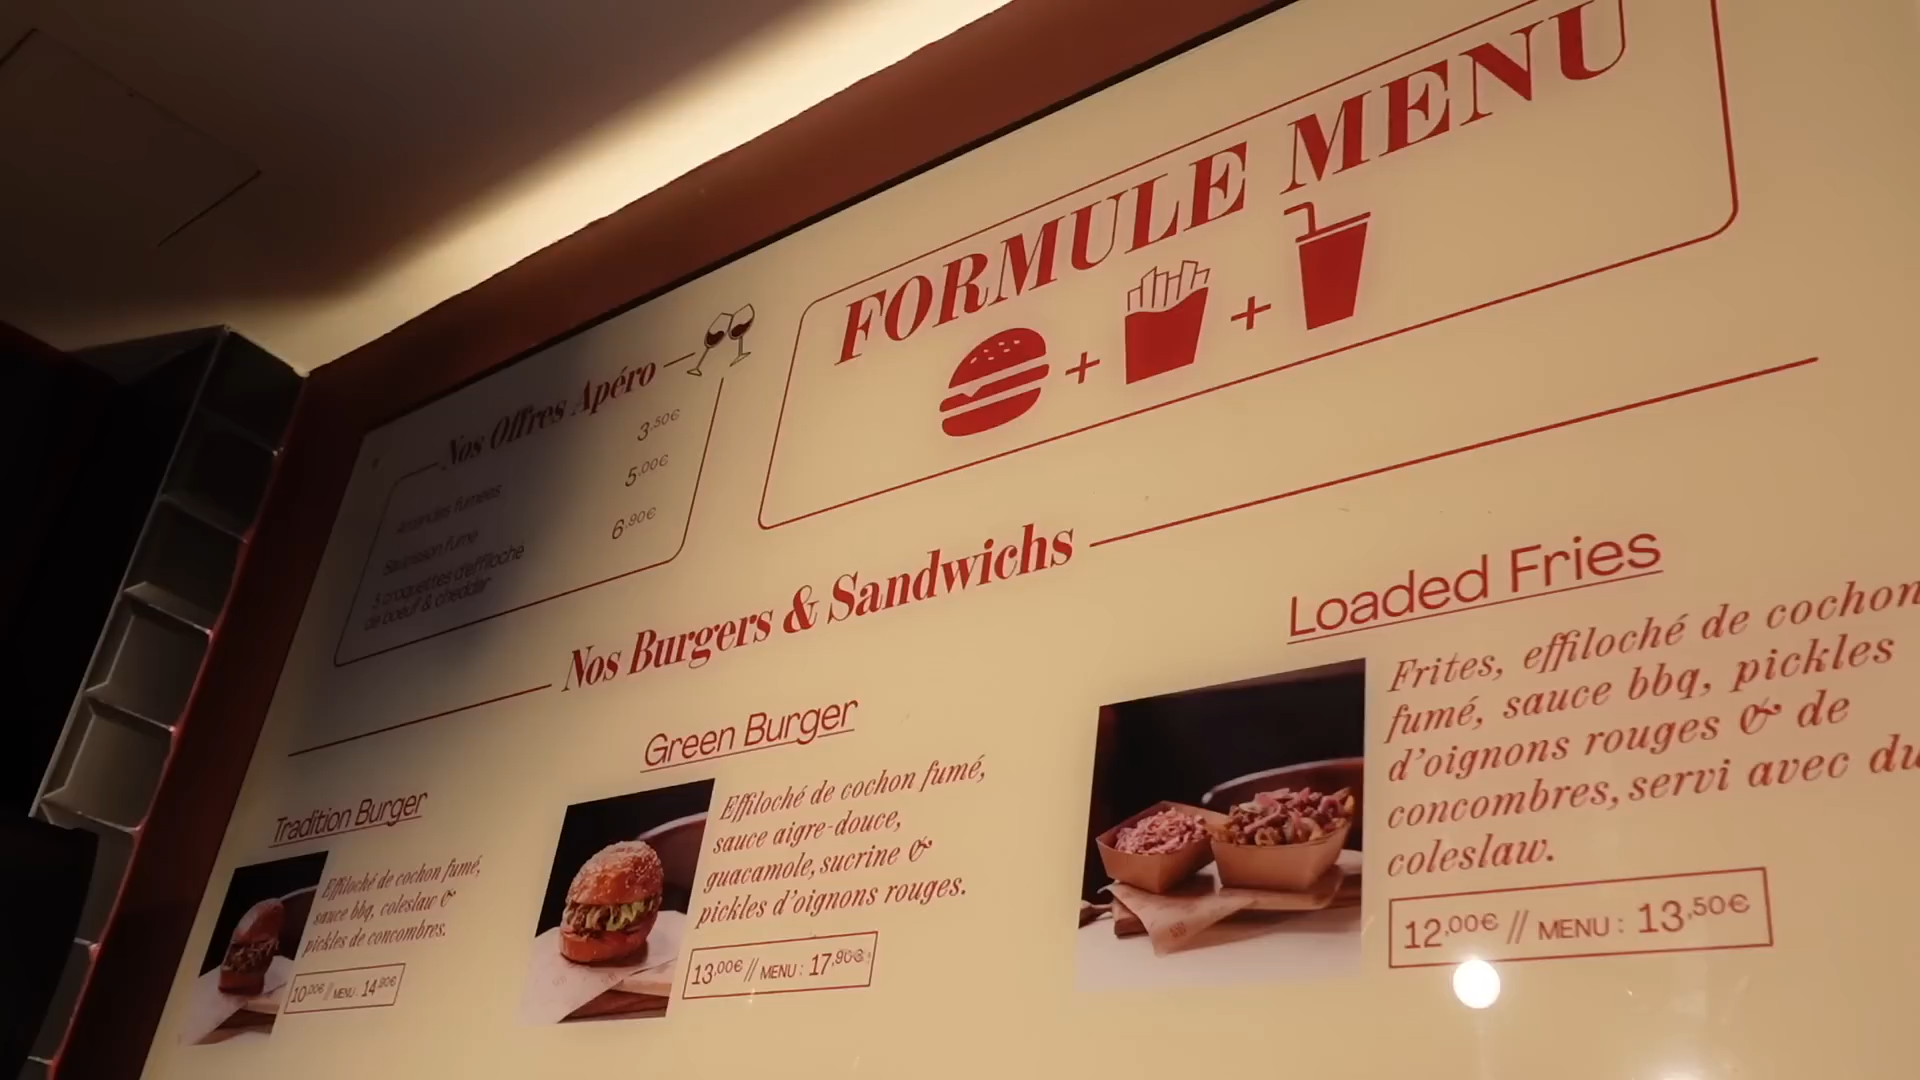 FORMULE MENU
+ +
Nos Offres Apéro
Amandes fumées 3,50€
Saucisson fumé 5,00€
3 croquettes d'effiloché
de boeuf & cheddar 6,90€
Nos Burgers & Sandwichs
Tradition Burger
Effiloché de cochon fumé,
sauce bbq, coleslaw &
pickles de concombres.
10,00€ // MENU : 14,90€
Green Burger
Effiloché de cochon fumé,
sauce aigre-douce,
guacamole, sucrine &
pickles d'oignons rouges.
13,00€ // MENU : 17,90€
Loaded Fries
Frites, effiloché de cochon
fumé, sauce bbq, pickles
d'oignons rouges & de
concombres, servi avec du
coleslaw.
12,00€ // MENU : 13,50€